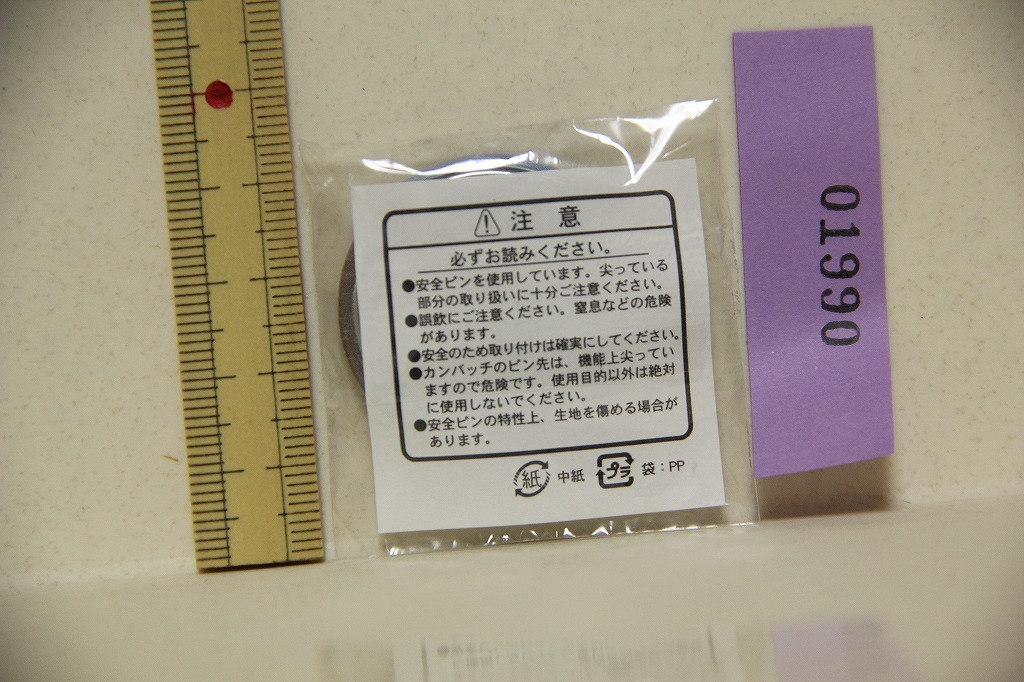 ⚠ 注 意
必ずお読みください。
●安全ピンを使用しています。尖っている
部分の取り扱いに十分ご注意ください。
●誤飲にご注意ください。窒息などの危険
があります。
●安全のため取り付けは確実にしてください。
●カンバッチのピン先は、機能上尖ってい
ますので危険です。使用目的以外は絶対
に使用しないでください。
●安全ピンの特性上、生地を傷める場合が
あります。
紙 中紙 プラ 袋：PP
01990